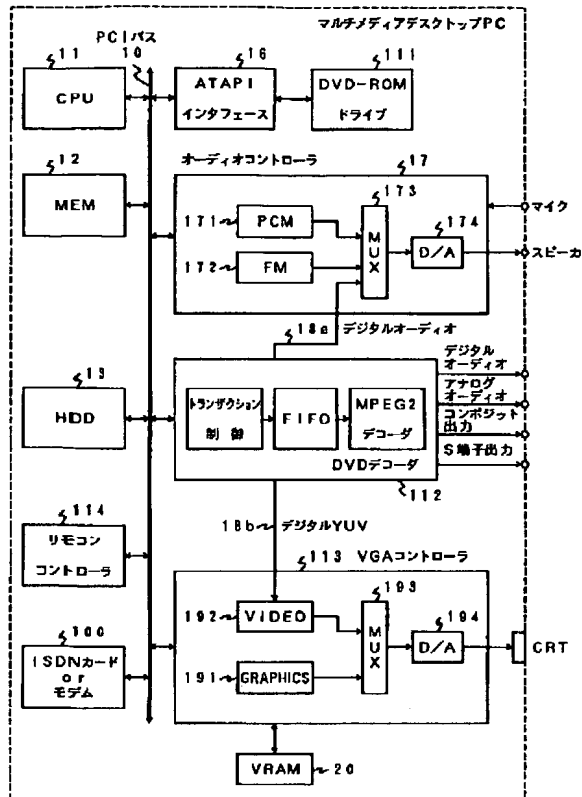 マルチメディアデスクトップPC
PCIバス
10
11
CPU
16
ATAPI
インタフェース
111
DVD-ROM
ドライブ
12
MEM
オーディオコントローラ
17
171
PCM
172
FM
173
MUX
174
D/A
マイク
スピーカ
18a デジタルオーディオ
13
HDD
トランザクション
制御
FIFO
MPEG2
デコーダ
DVDデコーダ
112
デジタル
オーディオ
アナログ
オーディオ
コンポジット
出力
S端子出力
18b
デジタルYUV
114
リモコン
コントローラ
113 VGAコントローラ
192
VIDEO
191
GRAPHICS
193
MUX
194
D/A
CRT
100
ISDNカード
or
モデム
VRAM
20